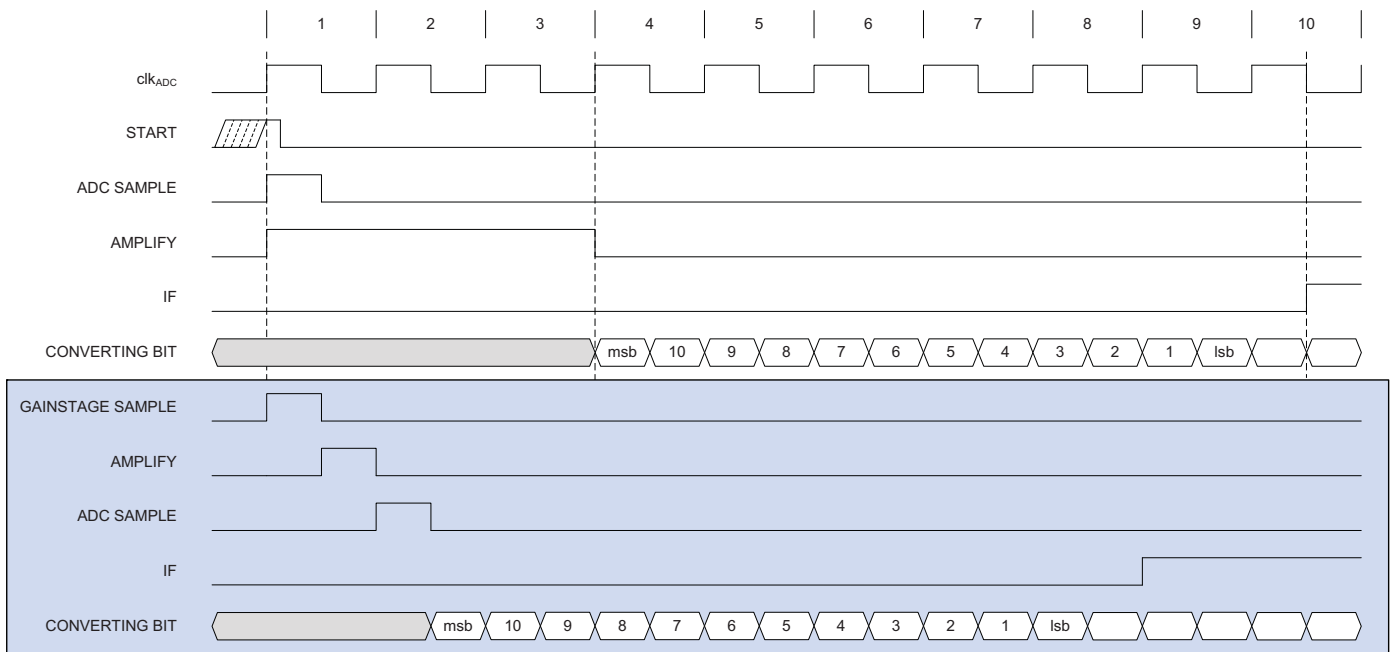 1 2 3 4 5 6 7 8 9 10
clkADC
START
ADC SAMPLE
AMPLIFY
IF
CONVERTING BIT msb 10 9 8 7 6 5 4 3 2 1 lsb
GAINSTAGE SAMPLE
AMPLIFY
ADC SAMPLE
IF
CONVERTING BIT msb 10 9 8 7 6 5 4 3 2 1 lsb